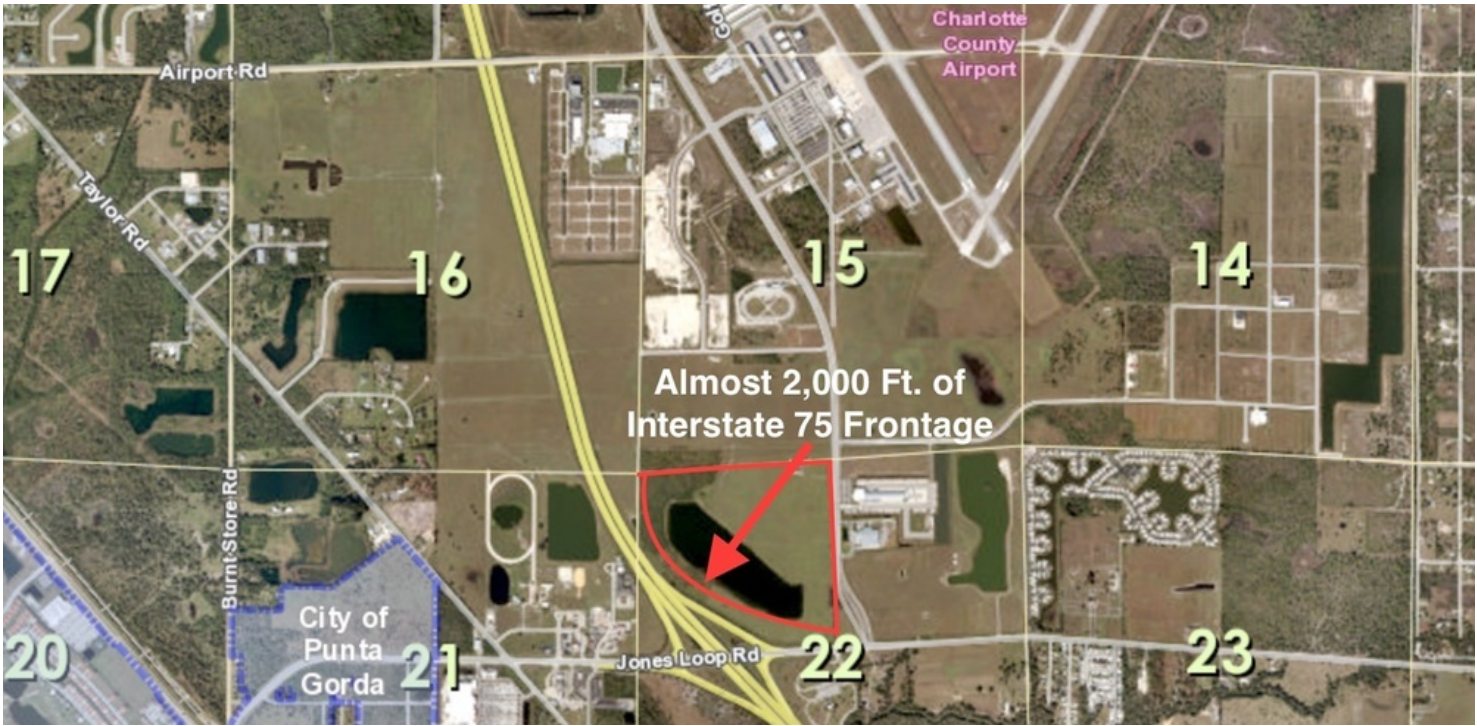 Golf
Charlotte
County
Airport
Airport Rd
Taylor Rd
17
16
15
14
Almost 2,000 Ft. of
Interstate 75 Frontage
Burnt Store Rd
City of
Punta
Gorda
20
21
Jones Loop Rd
22
23